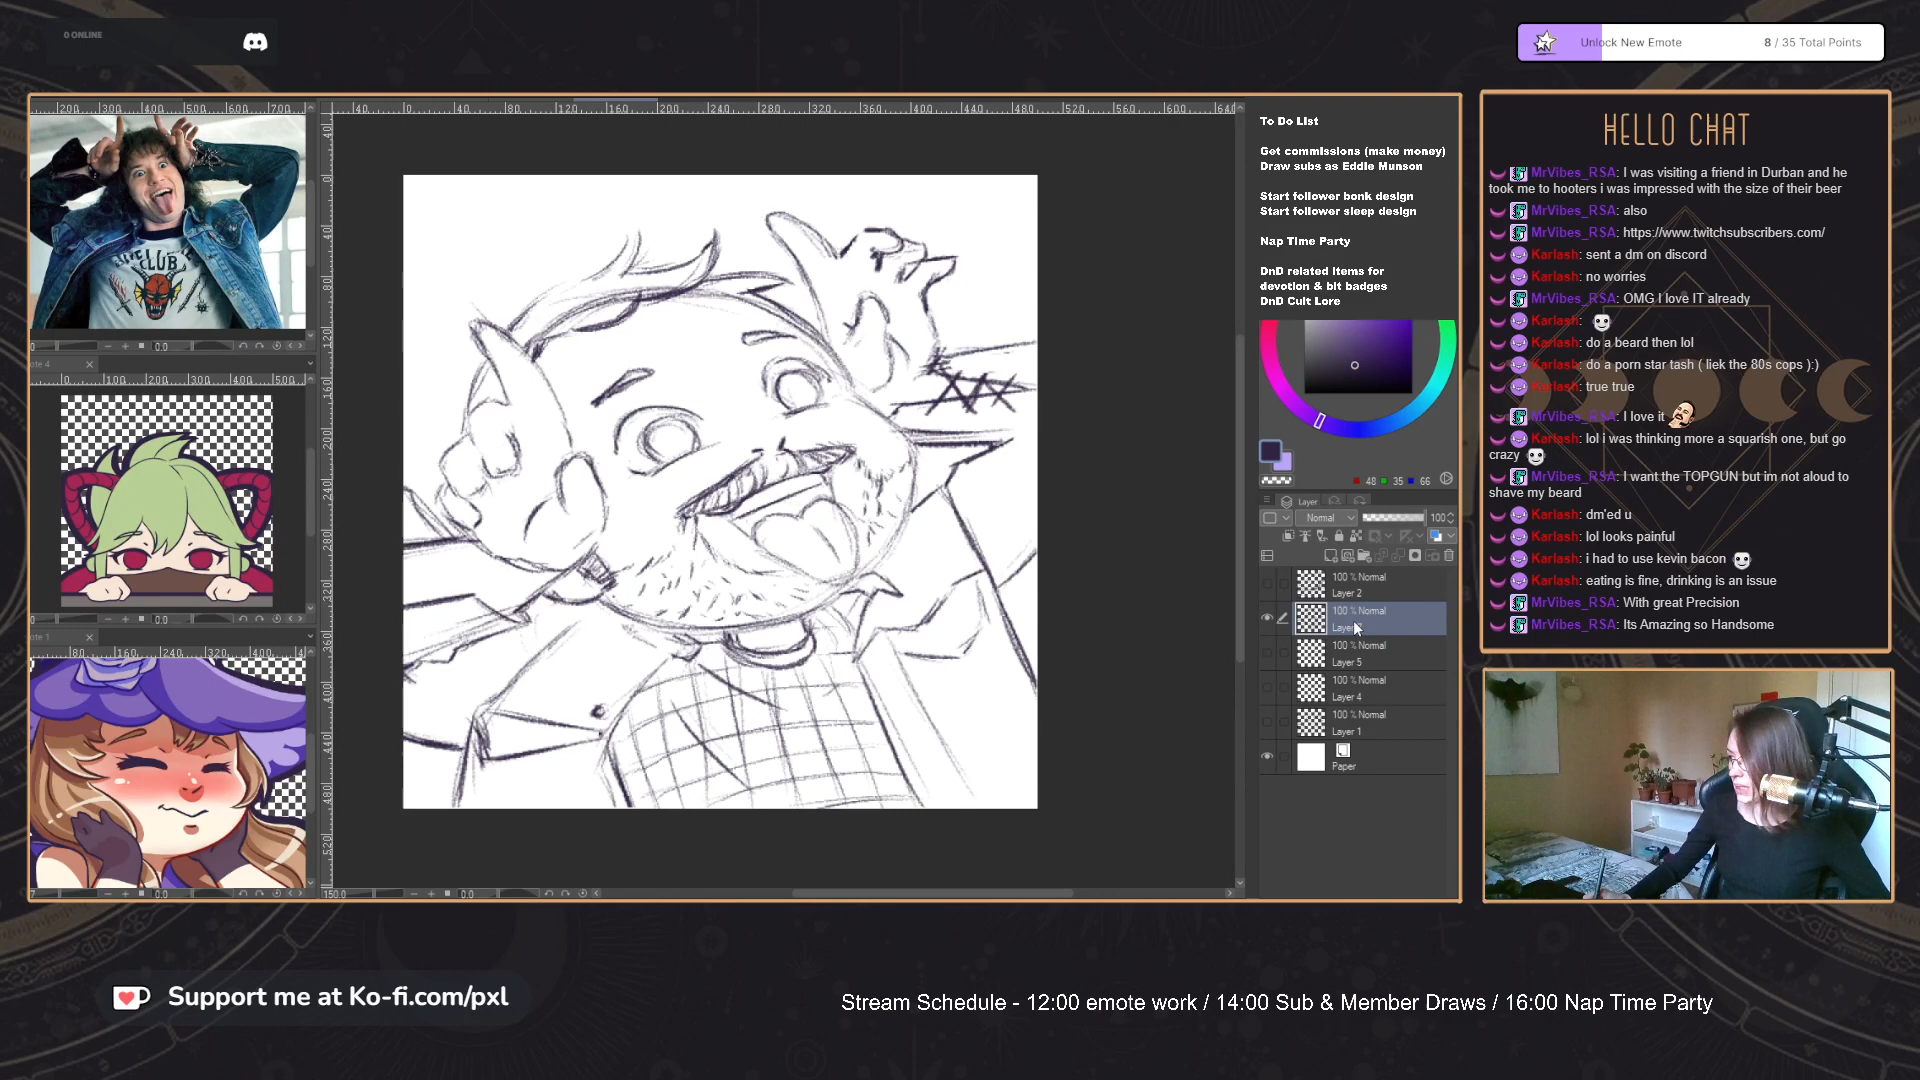 0 ONLINE
Unlock New Emote
8 / 35 Total Points
To Do List
Get commissions (make money)
Draw subs as Eddie Munson
Start follower bonk design
Start follower sleep design
Nap Time Party
DnD related items for
devotion & bit badges
DnD Cult Lore
48 35 66
Layer
Normal 100
100 % Normal
Layer 2
100 % Normal
100 % Normal
Layer 5
100 % Normal
Layer 4
100 % Normal
Layer 1
Paper
HELLO CHAT
MrVibes_RSA: I was visiting a friend in Durban and he
took me to hooters i was impressed with the size of their beer
MrVibes_RSA: also
MrVibes_RSA: https://www.twitchsubscribers.com/
Karlash: sent a dm on discord
Karlash: no worries
MrVibes_RSA: OMG I love IT already
Karlash:
Karlash: do a beard then lol
Karlash: do a porn star tash ( liek the 80s cops ):)
Karlash: true true
MrVibes_RSA: I love it
Karlash: lol i was thinking more a squarish one, but go
crazy
MrVibes_RSA: I want the TOPGUN but im not aloud to
shave my beard
Karlash: dm'ed u
Karlash: lol looks painful
Karlash: i had to use kevin bacon
Karlash: eating is fine, drinking is an issue
MrVibes_RSA: With great Precision
MrVibes_RSA: Its Amazing so Handsome
CLUB
Support me at Ko-fi.com/pxl
Stream Schedule - 12:00 emote work / 14:00 Sub & Member Draws / 16:00 Nap Time Party